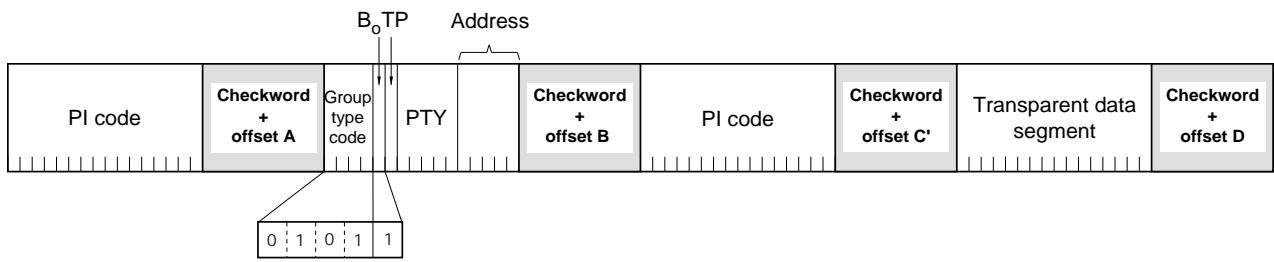 BoTP Address
PI code
Checkword
+
offset A
Group
type
code
PTY
Checkword
+
offset B
PI code
Checkword
+
offset C'
Transparent data
segment
Checkword
+
offset D
0 1 0 1 1